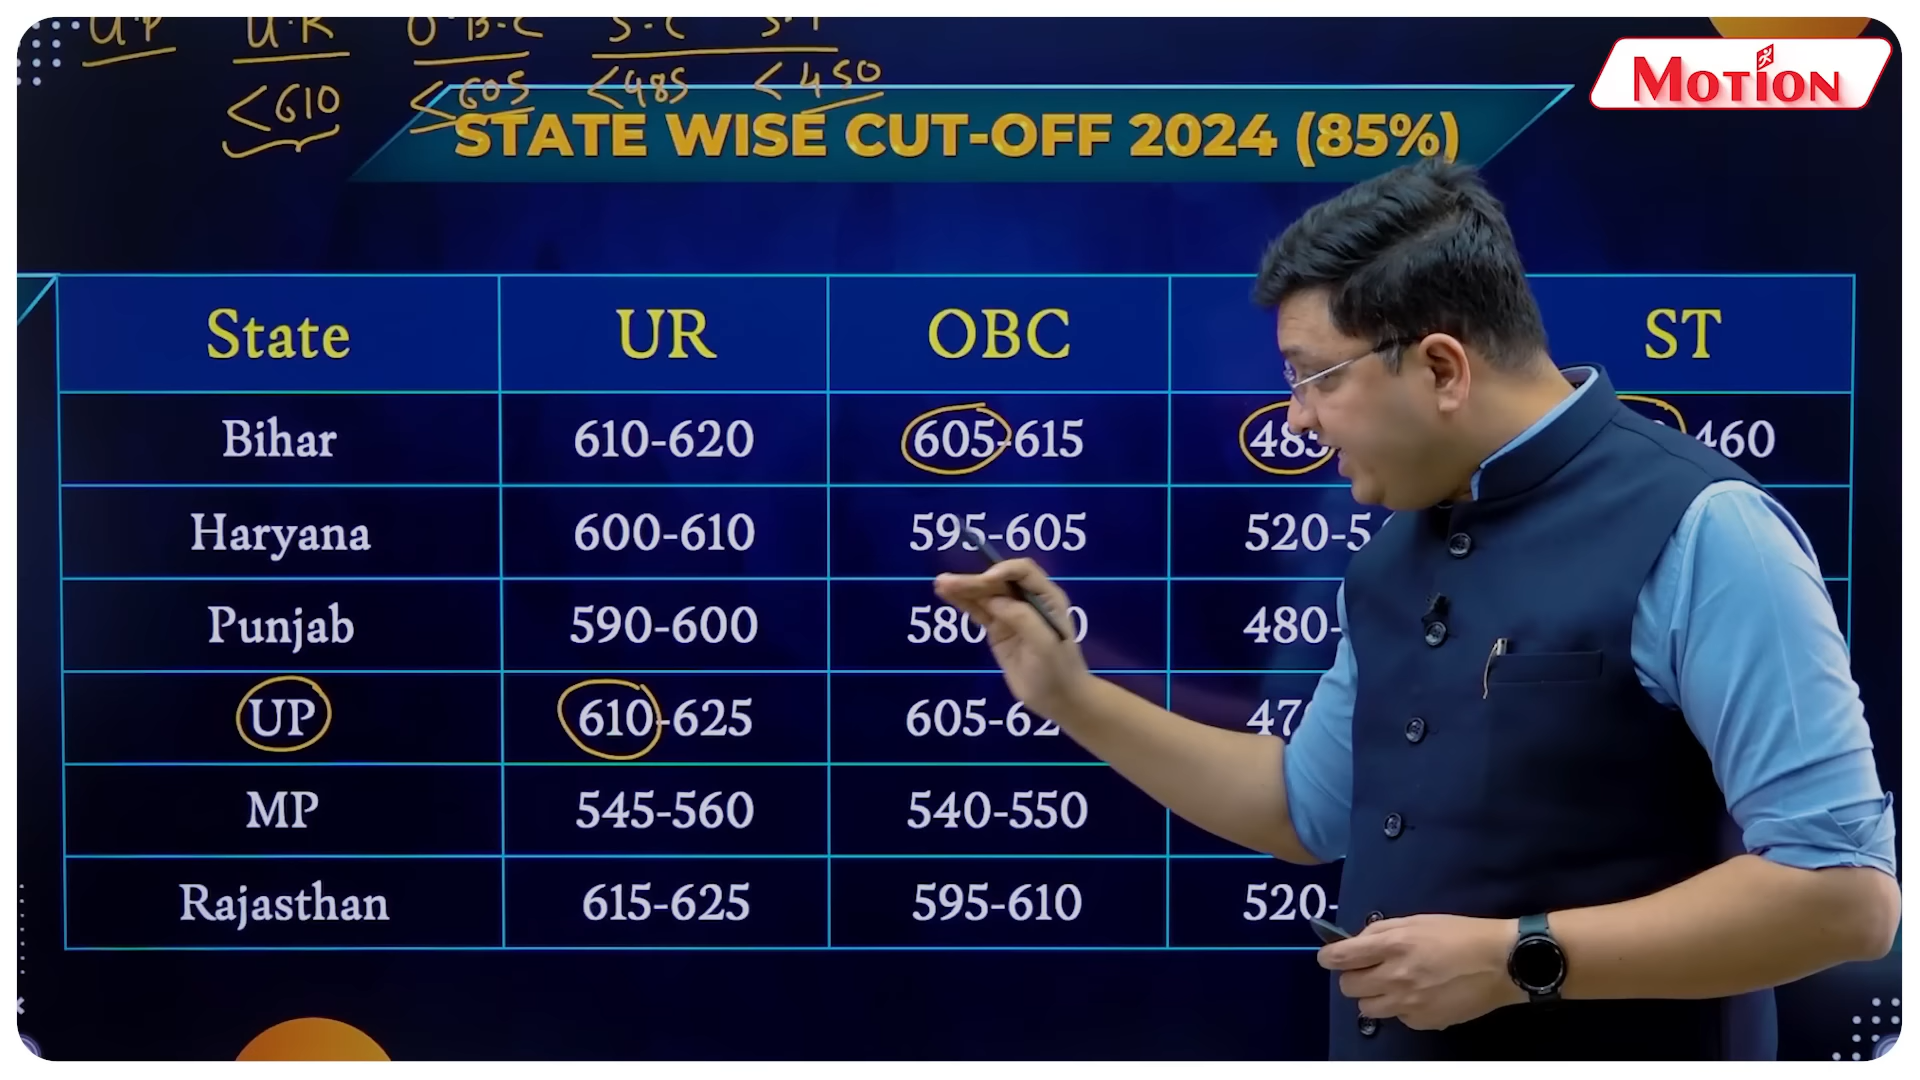 U.P U.R O.B.C S.C S.T
<610 <605 <485 <450
MOTION
STATE WISE CUT-OFF 2024 (85%)
State UR OBC ST
Bihar 610-620 605-615 485 460
Haryana 600-610 595-605 520-5
Punjab 590-600 580 0 480-
UP 610-625 605-62 47
MP 545-560 540-550
Rajasthan 615-625 595-610 520-